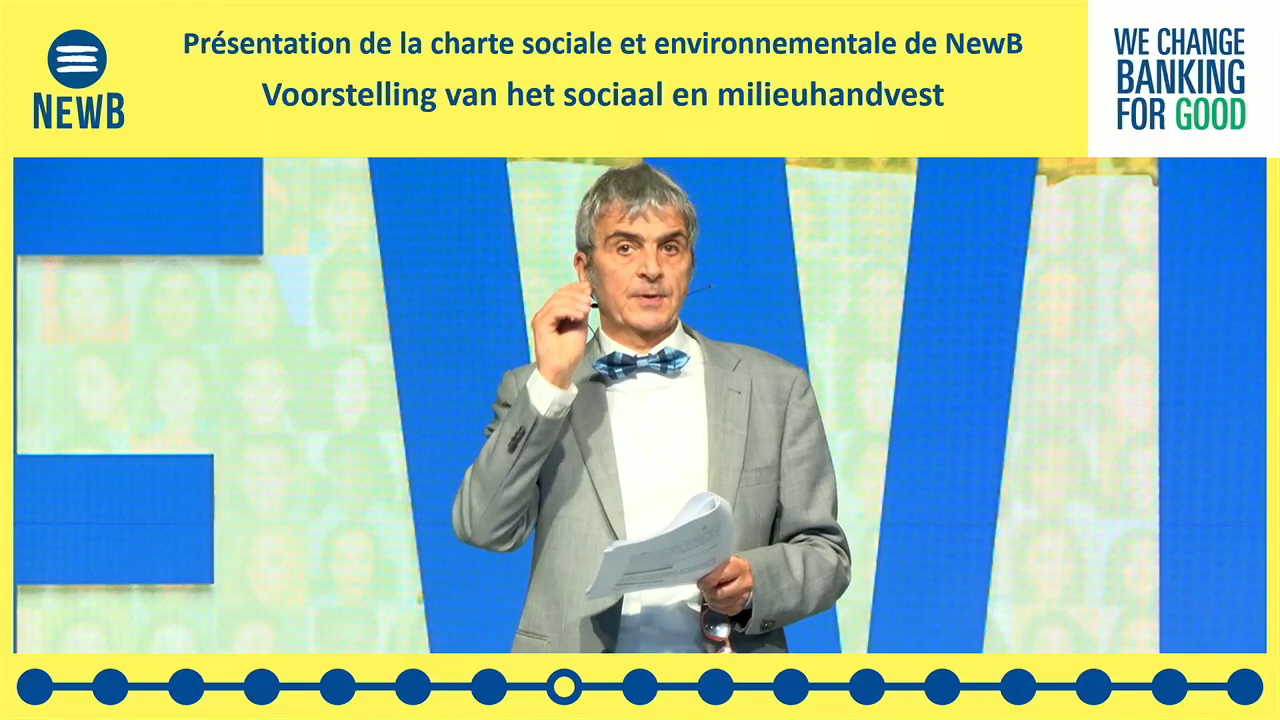 NEWB
Présentation de la charte sociale et environnementale de NewB
Voorstelling van het sociaal en milieuhandvest
WE CHANGE
BANKING
FOR GOOD